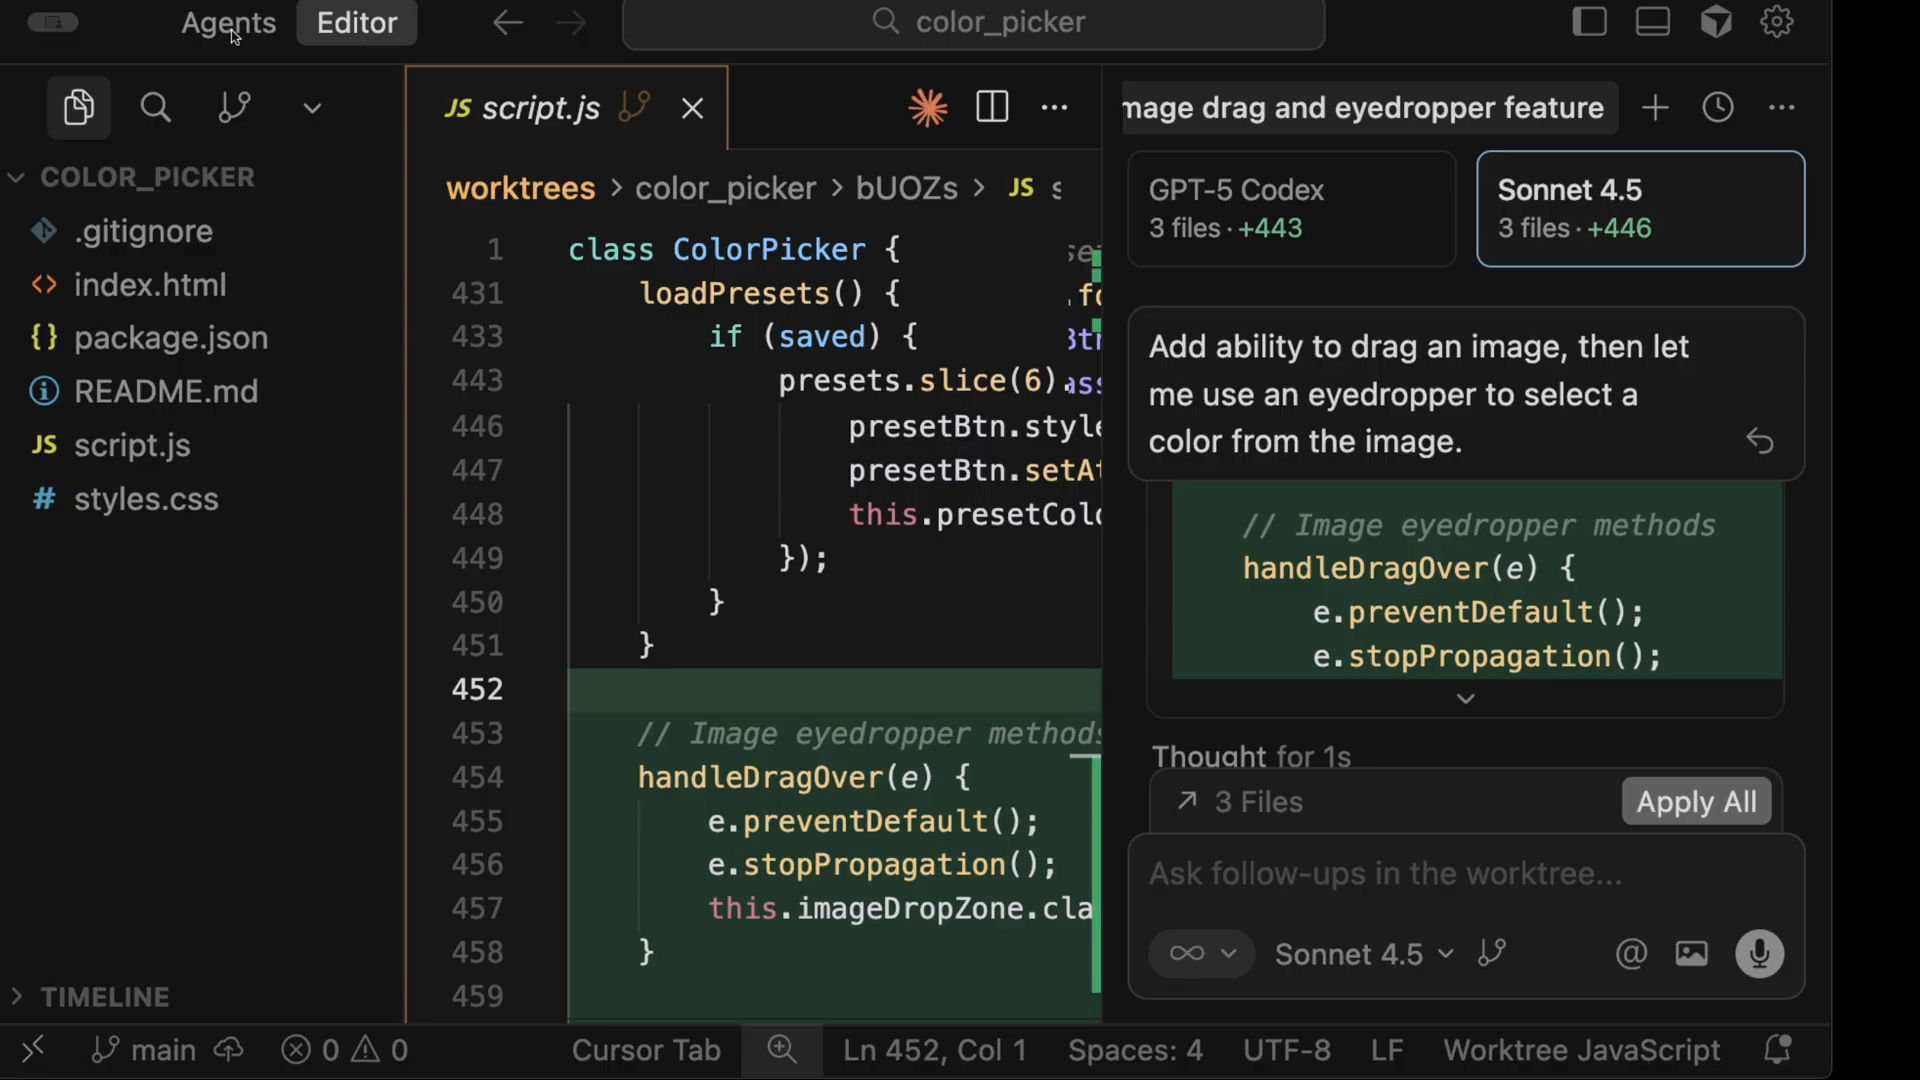 Agents
Editor
color_picker
JS script.js
mage drag and eyedropper feature
GPT-5 Codex
3 files · +443
Sonnet 4.5
3 files · +446
COLOR_PICKER
.gitignore
index.html
package.json
README.md
JS script.js
# styles.css
TIMELINE
worktrees > color_picker > bUOZs > JS s
1 class ColorPicker {
431 loadPresets() {
433 if (saved) {
443 presets.slice(6).
446 presetBtn.style
447 presetBtn.setAt
448 this.presetColo
449 });
450 }
451 }
452
453 // Image eyedropper methods
454 handleDragOver(e) {
455 e.preventDefault();
456 e.stopPropagation();
457 this.imageDropZone.cla
458 }
459
Add ability to drag an image, then let
me use an eyedropper to select a
color from the image.
// Image eyedropper methods
handleDragOver(e) {
e.preventDefault();
e.stopPropagation();
Thought for 1s
3 Files
Apply All
Ask follow-ups in the worktree...
Sonnet 4.5
main
0
0
Cursor Tab
Ln 452, Col 1
Spaces: 4
UTF-8
LF
Worktree JavaScript